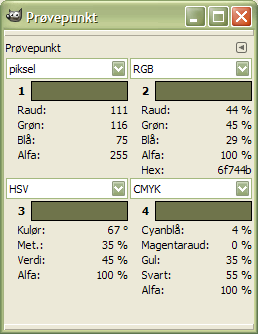 Prøvepunkt
Prøvepunkt
piksel
1
Raud: 111
Grøn: 116
Blå: 75
Alfa: 255
RGB
2
Raud: 44 %
Grøn: 45 %
Blå: 29 %
Alfa: 100 %
Hex: 6f744b
HSV
3
Kulør: 67 °
Met.: 35 %
Verdi: 45 %
Alfa: 100 %
CMYK
4
Cyanblå: 4 %
Magentaraud: 0 %
Gul: 35 %
Svart: 55 %
Alfa: 100 %